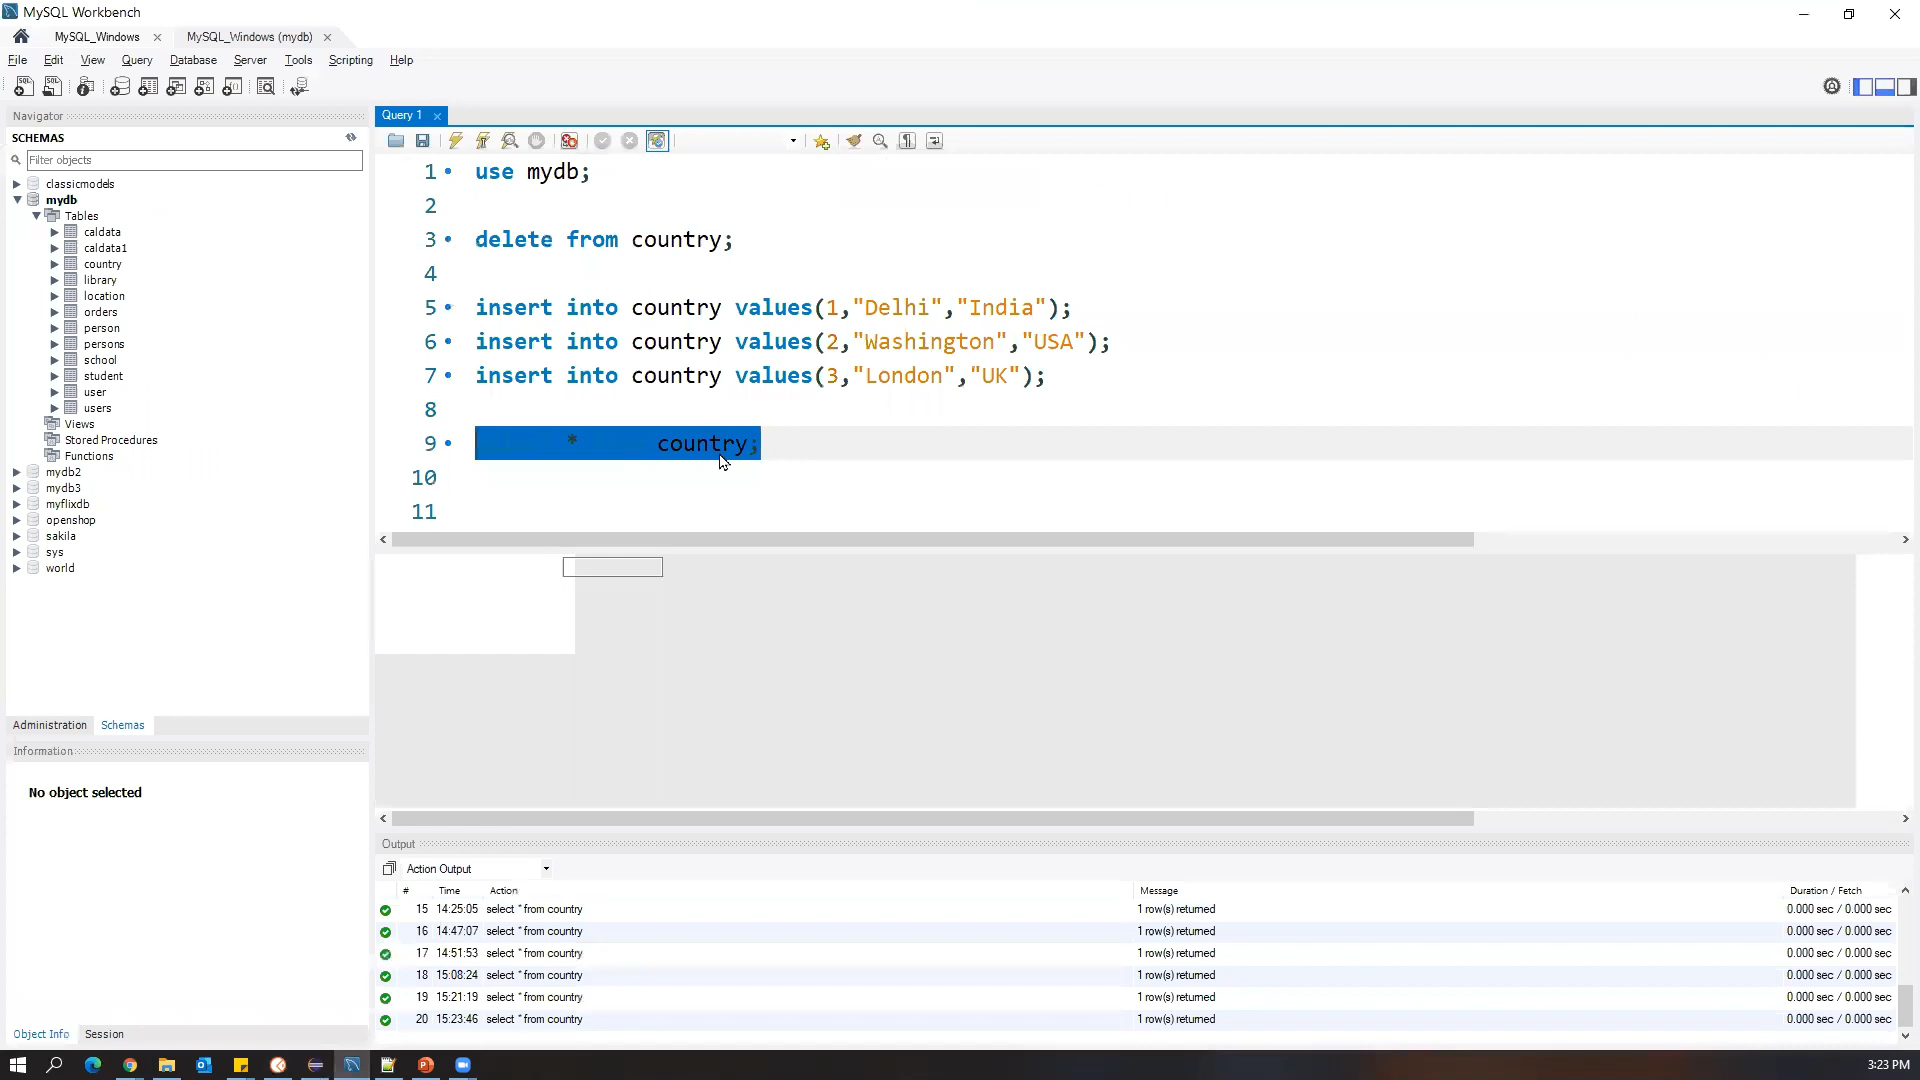 MySQL Workbench
MySQL_Windows
MySQL_Windows (mydb)
File Edit View Query Database Server Tools Scripting Help
Navigator
SCHEMAS
Filter objects
classicmodels
mydb
Tables
caldata
caldata1
country
library
location
orders
person
persons
school
student
user
users
Views
Stored Procedures
Functions
mydb2
mydb3
myflixdb
openshop
sakila
sys
world
Administration Schemas
Information
No object selected
Object Info Session
Query 1
1 use mydb;
2
3 delete from country;
4
5 insert into country values(1,"Delhi","India");
6 insert into country values(2,"Washington","USA");
7 insert into country values(3,"London","UK");
8
9 * country;
10
11
Output
Action Output
# Time Action Message Duration / Fetch
15 14:25:05 select * from country 1 row(s) returned 0.000 sec / 0.000 sec
16 14:47:07 select * from country 1 row(s) returned 0.000 sec / 0.000 sec
17 14:51:53 select * from country 1 row(s) returned 0.000 sec / 0.000 sec
18 15:08:24 select * from country 1 row(s) returned 0.000 sec / 0.000 sec
19 15:21:19 select * from country 1 row(s) returned 0.000 sec / 0.000 sec
20 15:23:46 select * from country 1 row(s) returned 0.000 sec / 0.000 sec
3:23 PM